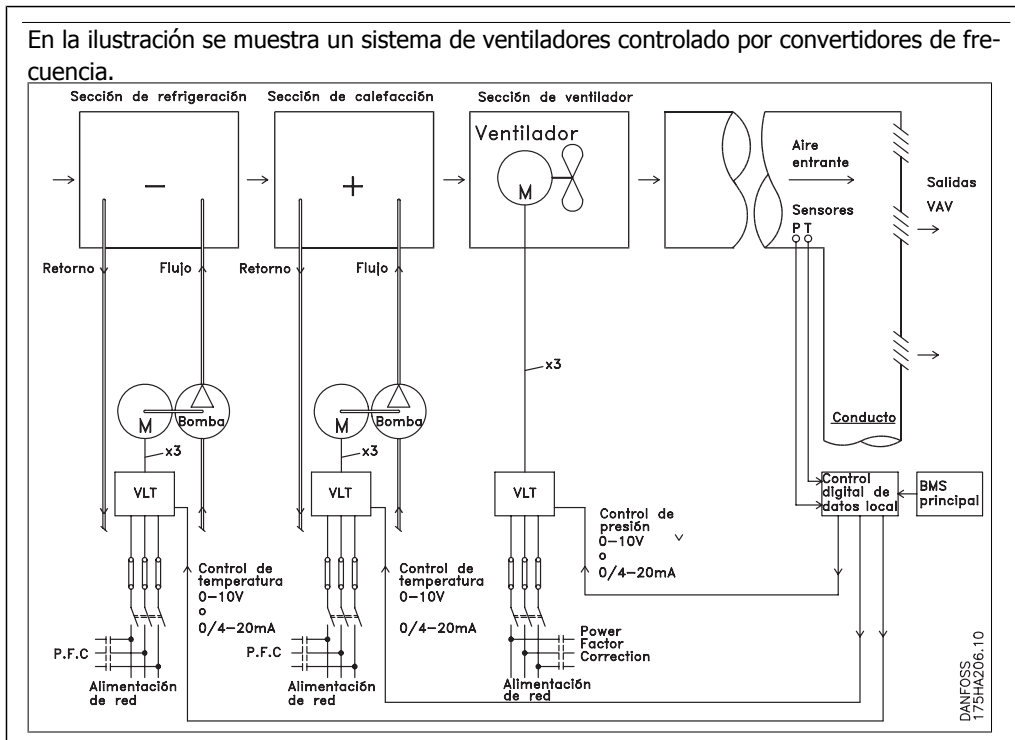 En la ilustración se muestra un sistema de ventiladores controlado por convertidores de fre-
cuencia.
Sección de refrigeración
Sección de calefacción
Sección de ventilador
Ventilador
M
Aire
entrante
Sensores
P T
Salidas
VAV
Retorno
Flujo
Retorno
Flujo
x3
M
Bomba
M
Bomba
Conducto
x3
x3
VLT
VLT
VLT
Control
digital de
datos local
BMS
principal
Control de
temperatura
0-10V
o
0/4-20mA
Control de
temperatura
0-10V
0/4-20mA
Control de
presión
0-10V
o
0/4-20mA
P.F.C
P.F.C
Power
Factor
Correction
Alimentación
de red
Alimentación
de red
Alimentación
de red
DANFOSS
175HA206.10